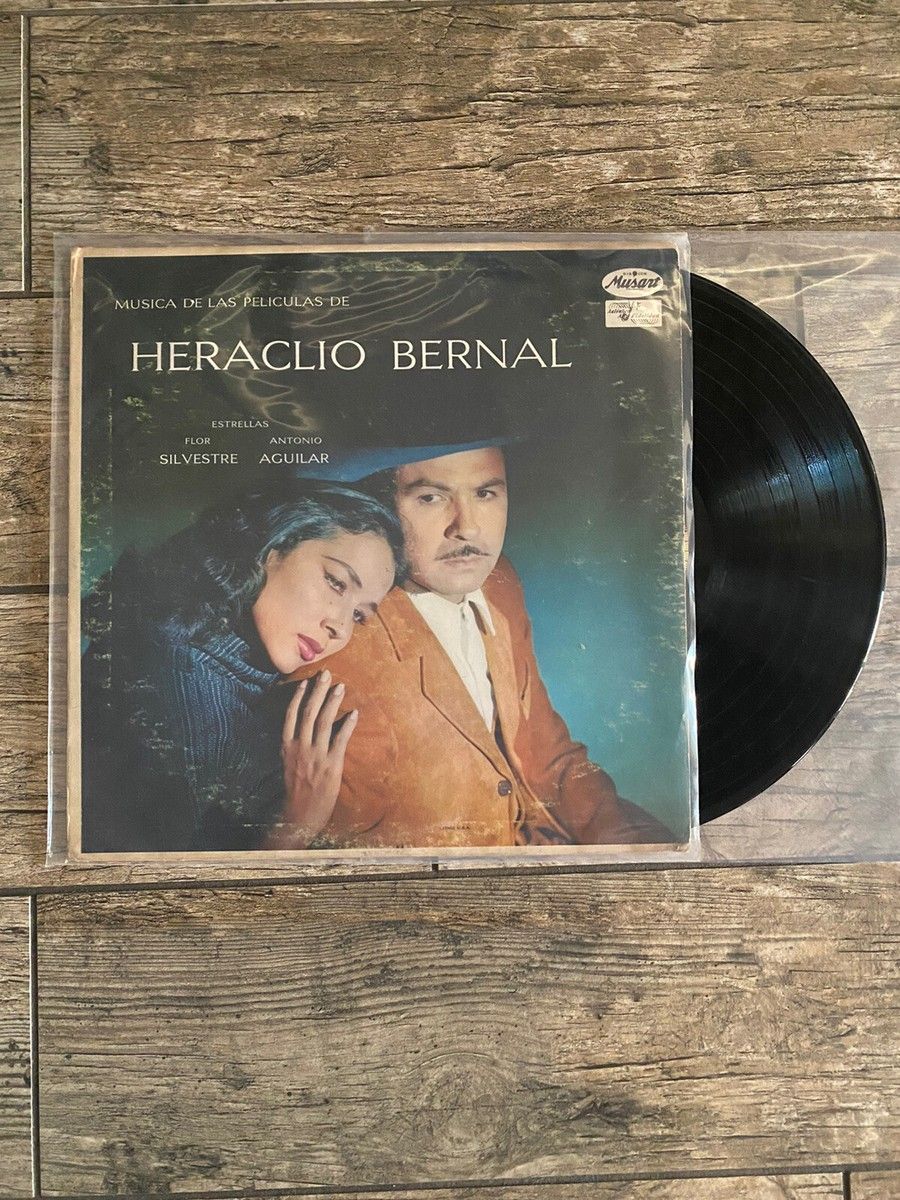 MUSICA DE LAS PELICULAS DE
HERACLIO BERNAL
ESTRELLAS
FLOR ANTONIO
SILVESTRE AGUILAR
Musart